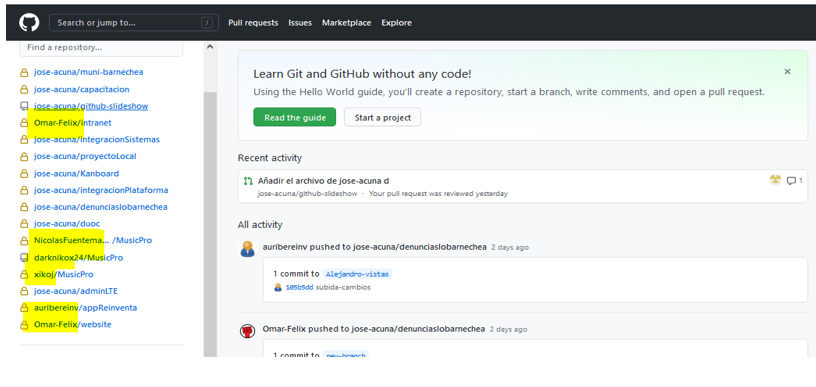 Search or jump to...
/
Pull requests
Issues
Marketplace
Explore
Find a repository...
jose-acuna/muni-barnechea
jose-acuna/capacitacion
jose-acuna/github-slideshow
Omar-Felix/intranet
jose-acuna/integracionSistemas
jose-acuna/proyectoLocal
jose-acuna/Kanboard
jose-acuna/integracionPlataforma
jose-acuna/denunciaslobarnechea
jose-acuna/duoc
NicolasFuentema... /MusicPro
darknikox24/MusicPro
xikoj/MusicPro
jose-acuna/adminLTE
auribereinv/appReinventa
Omar-Felix/website
Learn Git and GitHub without any code!
Using the Hello World guide, you'll create a repository, start a branch, write comments, and open a pull request.
Read the guide
Start a project
Recent activity
Añadir el archivo de jose-acuna d
1
jose-acuna/github-slideshow · Your pull request was reviewed yesterday
All activity
auribereinv pushed to jose-acuna/denunciaslobarnechea 2 days ago
1 commit to Alejandro-vistas
105b5dd subida-cambios
Omar-Felix pushed to jose-acuna/denunciaslobarnechea 2 days ago
1 commit to new-branch